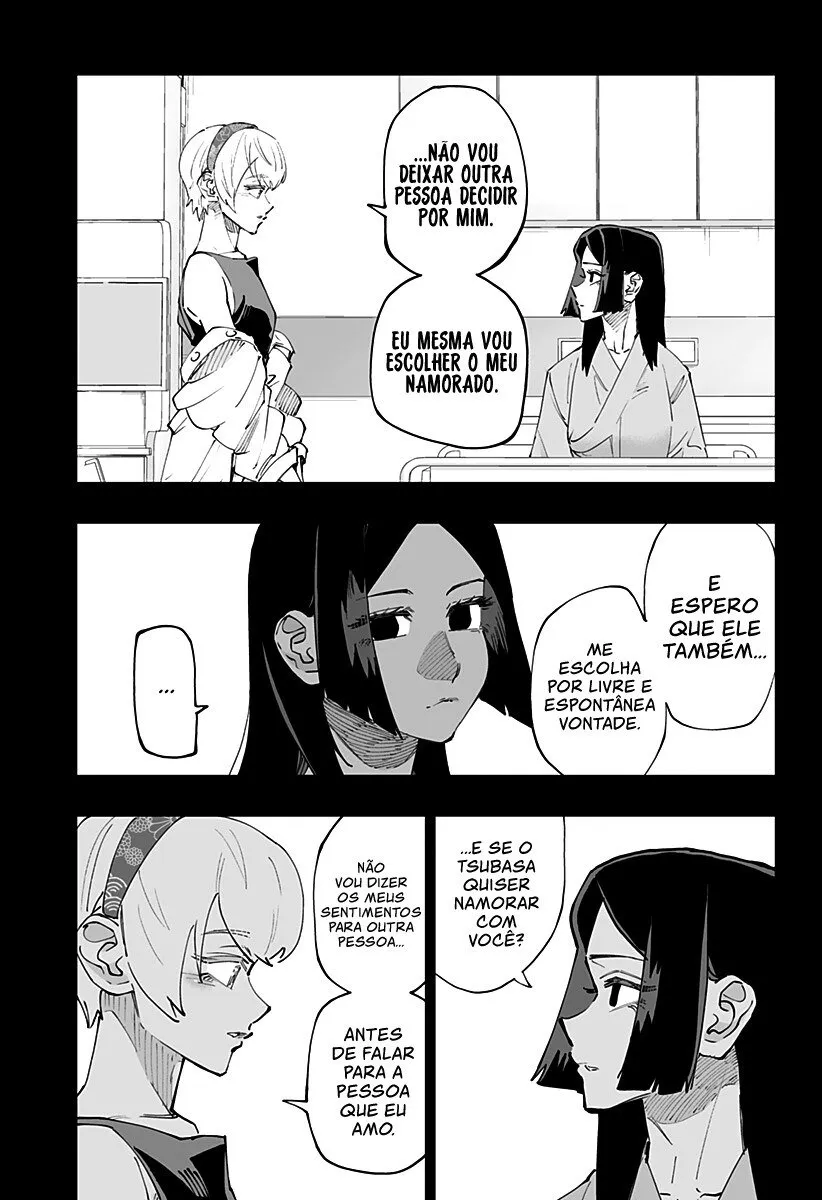 ...NÃO VOU
DEIXAR OUTRA
PESSOA DECIDIR
POR MIM.
EU MESMA VOU
ESCOLHER O MEU
NAMORADO.
E
ESPERO
QUE ELE
TAMBÉM...
ME
ESCOLHA
POR LIVRE E
ESPONTÂNEA
VONTADE.
...
...E SE O
TSUBASA
QUISER
NAMORAR
COM
VOCÊ?
NÃO
VOU DIZER
OS MEUS
SENTIMENTOS
PARA OUTRA
PESSOA...
ANTES
DE FALAR
PARA A
PESSOA
QUE EU
AMO.